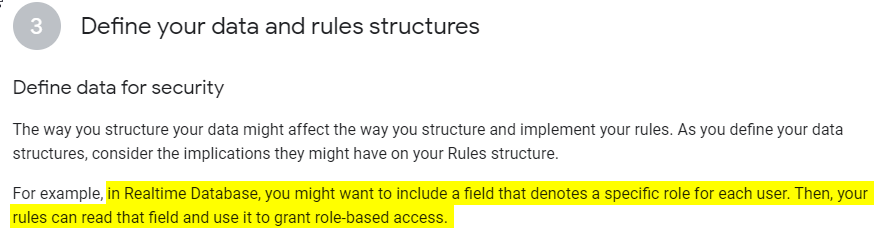 3 Define your data and rules structures
Define data for security
The way you structure your data might affect the way you structure and implement your rules. As you define your data
structures, consider the implications they might have on your Rules structure.
For example, in Realtime Database, you might want to include a field that denotes a specific role for each user. Then, your
rules can read that field and use it to grant role-based access.